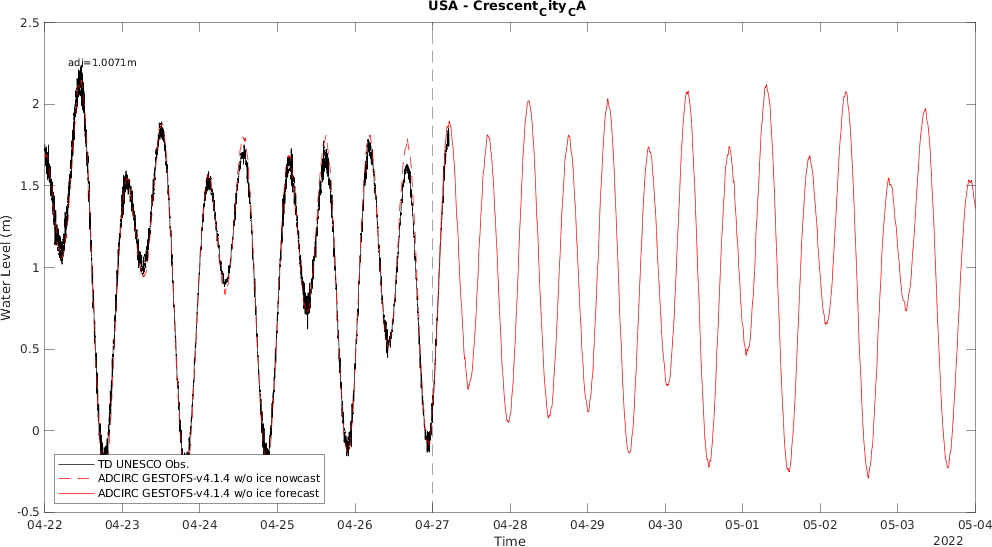 USA - CrescentCityCA
adj=1.0071m
2.5
2
1.5
1
0.5
0
-0.5
Water Level (m)
TD UNESCO Obs.
ADCIRC GESTOFS-v4.1.4 w/o ice nowcast
ADCIRC GESTOFS-v4.1.4 w/o ice forecast
04-22 04-23 04-24 04-25 04-26 04-27 04-28 04-29 04-30 05-01 05-02 05-03 05-04
Time
2022